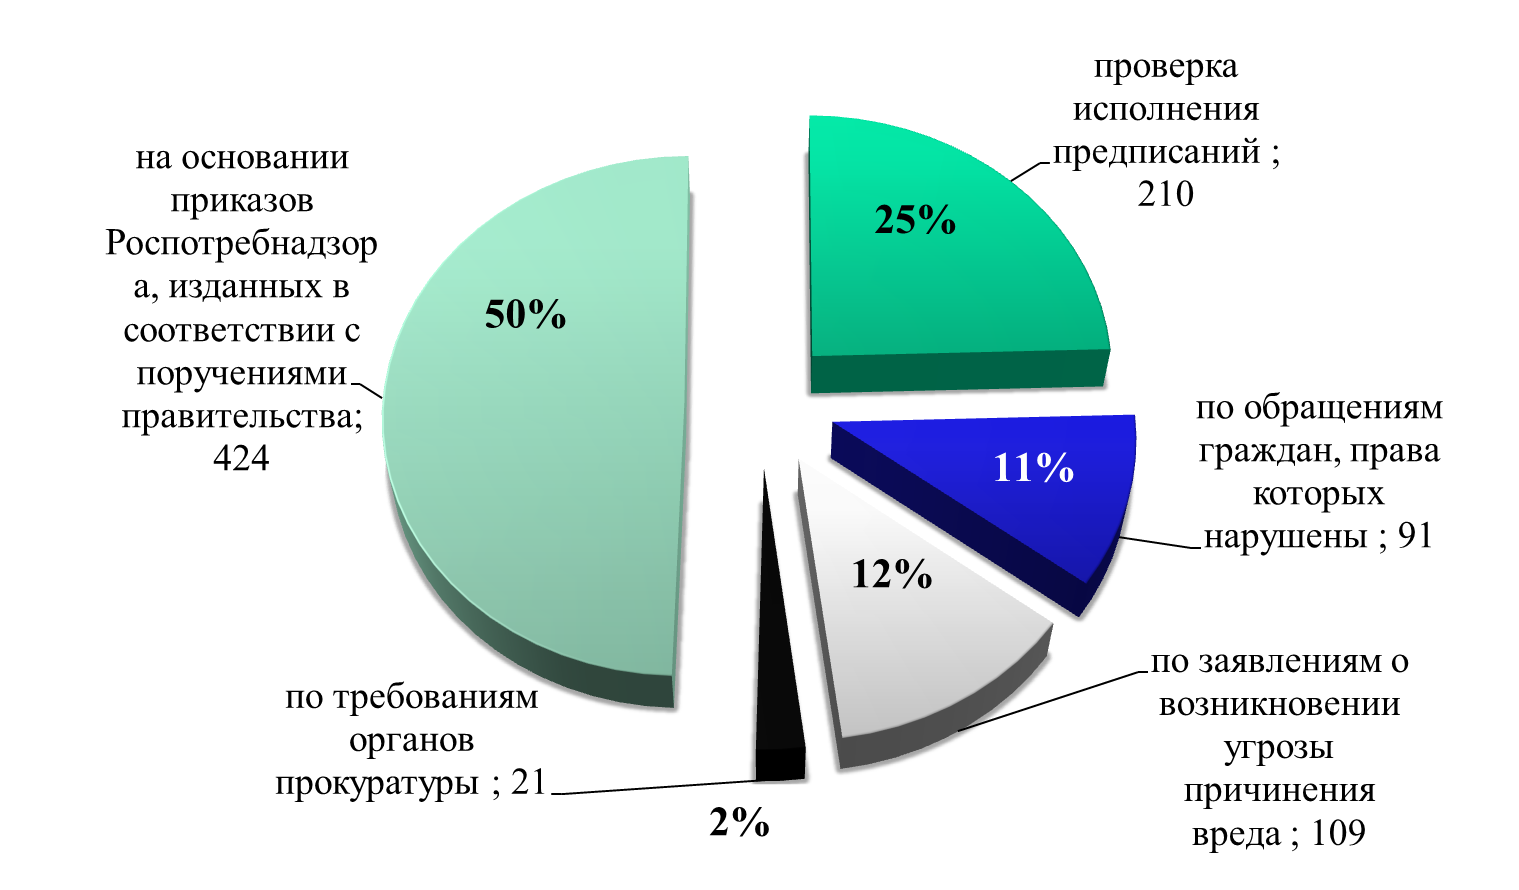 проверка
исполнения
предписаний ;
210
25%
на основании
приказов
Роспотребнадзор
а, изданных в
соответствии с
поручениями
правительства;
424
50%
по обращениям
граждан, права
которых
нарушены ; 91
11%
12%
по заявлениям о
возникновении
угрозы
причинения
вреда ; 109
по требованиям
органов
прокуратуры ; 21
2%